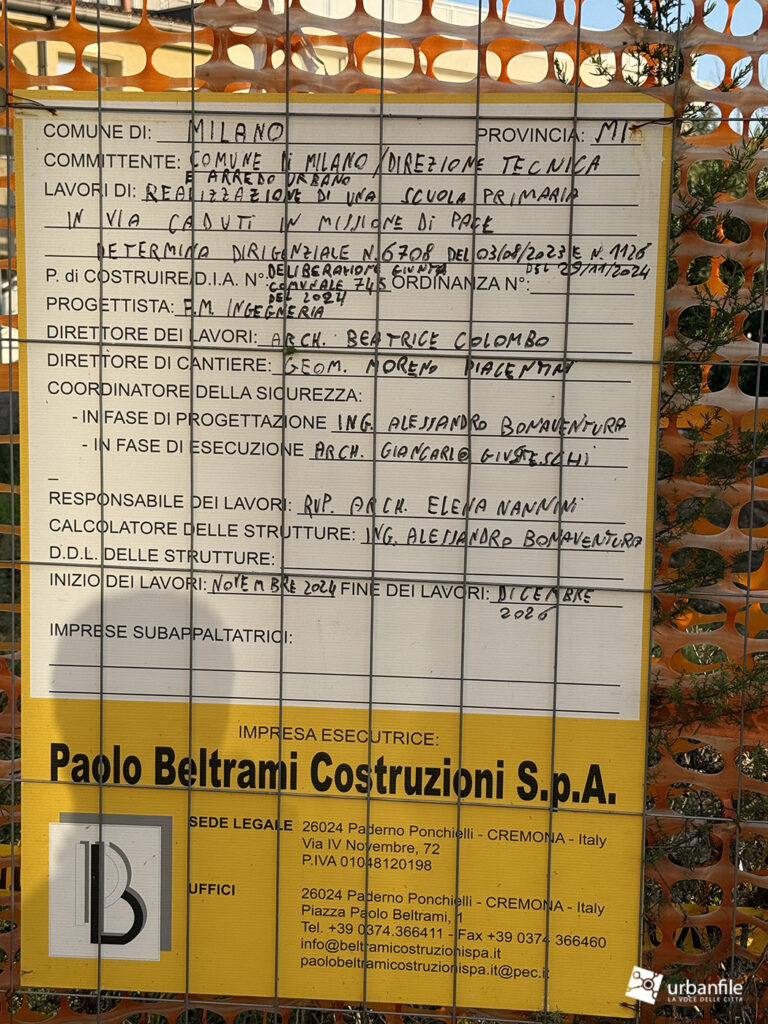 COMUNE DI: MILANO PROVINCIA: MI
COMMITTENTE: COMUNE DI MILANO / DIREZIONE TECNICA
E ARREDO URBANO
LAVORI DI: REALIZZAZIONE DI UNA SCUOLA PRIMARIA
IN VIA CADUTI IN MISSIONE DI PACE
DETERMINA DIRIGENZIALE N. 6708 DEL 03/08/2023 E N. 1126
DEL 29/11/2024
P. di COSTRUIRE/D.I.A. N°: DELIBERAZIONE GIUNTA COMUNALE 745 DEL 2024 ORDINANZA N°:
PROGETTISTA: F.M. INGEGNERIA
DIRETTORE DEI LAVORI: ARCH. BEATRICE COLOMBO
DIRETTORE DI CANTIERE: GEOM. MORENO PIACENTINI
COORDINATORE DELLA SICUREZZA:
- IN FASE DI PROGETTAZIONE ING. ALESSANDRO BONAVENTURA
- IN FASE DI ESECUZIONE ARCH. GIANCARLO
RESPONSABILE DEI LAVORI: RUP. ARCH. ELENA NANNINI
CALCOLATORE DELLE STRUTTURE: ING. ALESSANDRO BONAVENTURA
D.D.L. DELLE STRUTTURE:
INIZIO DEI LAVORI: NOVEMBRE 2024 FINE DEI LAVORI: DICEMBRE
2026
IMPRESE SUBAPPALTATRICI:
IMPRESA ESECUTRICE:
Paolo Beltrami Costruzioni S.p.A.
SEDE LEGALE 26024 Paderno Ponchielli - CREMONA - Italy
Via IV Novembre, 72
P.IVA 01048120198
UFFICI 26024 Paderno Ponchielli - CREMONA - Italy
Piazza Paolo Beltrami, 1
Tel. +39 0374.366411 - Fax +39 0374 366460
info@beltramicostruzionispa.it
paolobeltramicostruzionispa.it@pec.it
urbanfile
LA VOCE DELLE CITTÀ